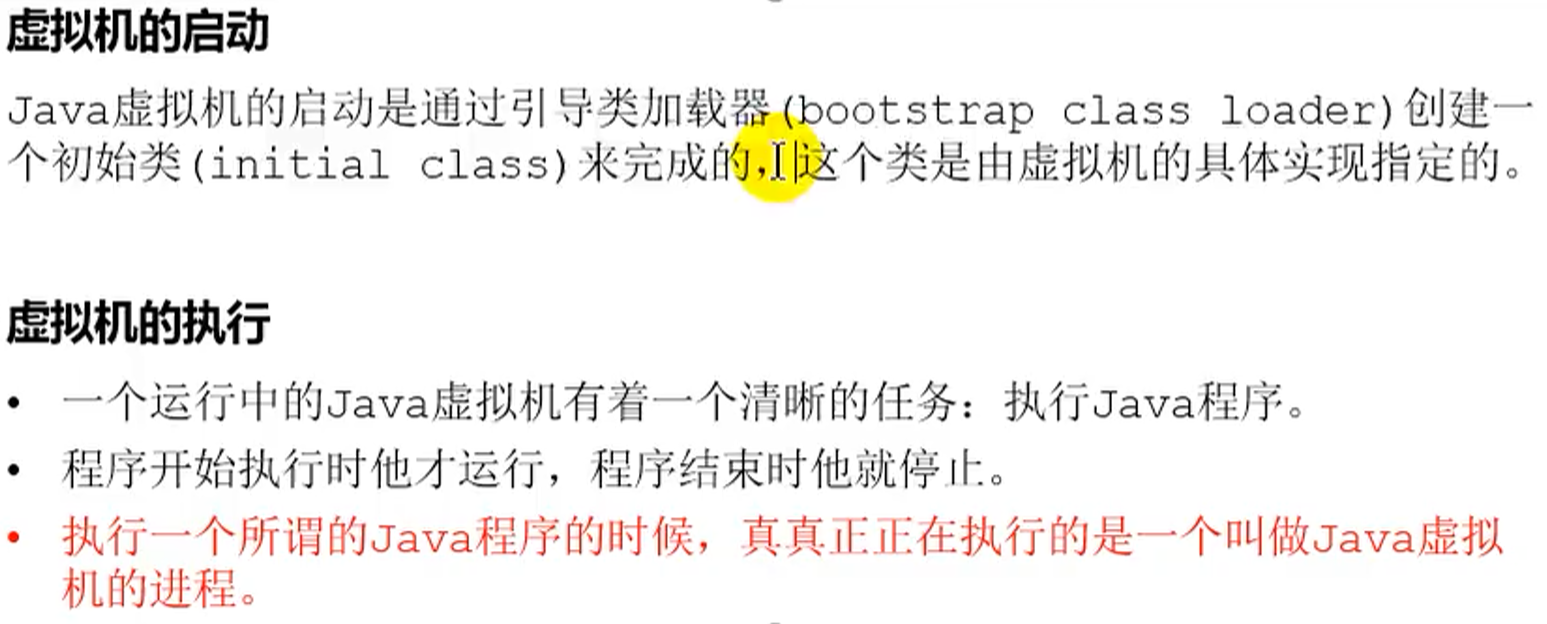 虚拟机的启动
Java虚拟机的启动是通过引导类加载器(bootstrap class loader)创建一
个初始类(initial class)来完成的,这个类是由虚拟机的具体实现指定的。
虚拟机的执行
• 一个运行中的Java虚拟机有着一个清晰的任务：执行Java程序。
• 程序开始执行时他才运行，程序结束时他就停止。
• 执行一个所谓的Java程序的时候，真真正正在执行的是一个叫做Java虚拟
机的进程。